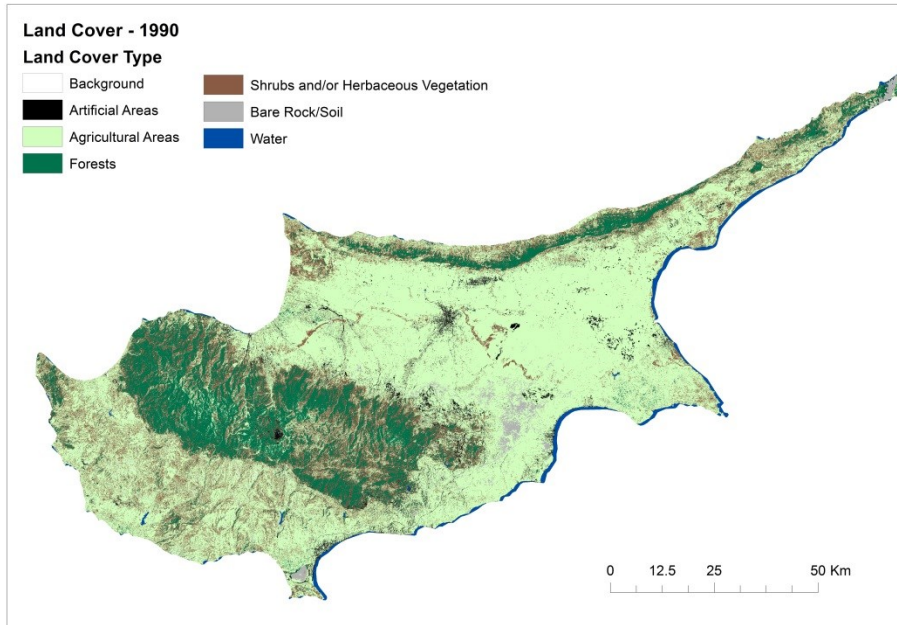 Land Cover - 1990
Land Cover Type
Background
Artificial Areas
Agricultural Areas
Forests
Shrubs and/or Herbaceous Vegetation
Bare Rock/Soil
Water
0 12.5 25 50 Km